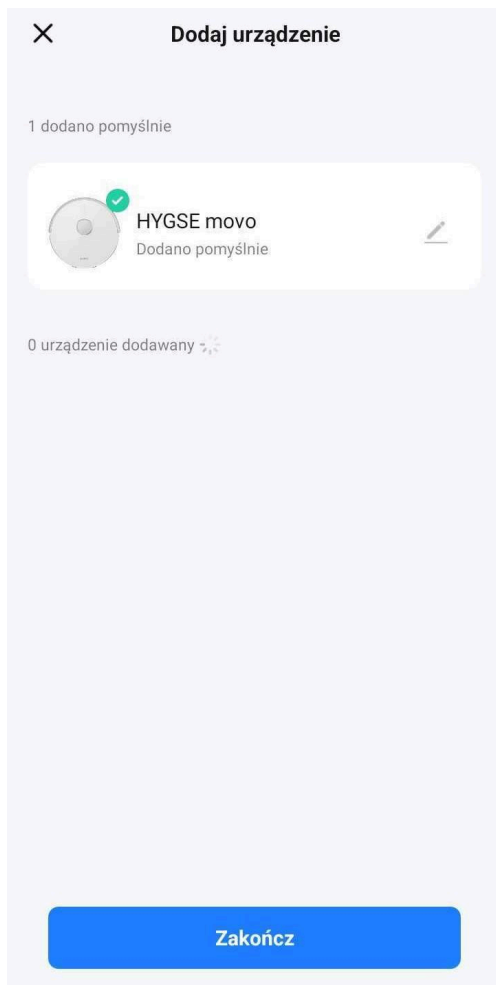 Dodaj urządzenie
1 dodano pomyślnie
HYGSE movo
Dodano pomyślnie
0 urządzenie dodawany
Zakończ